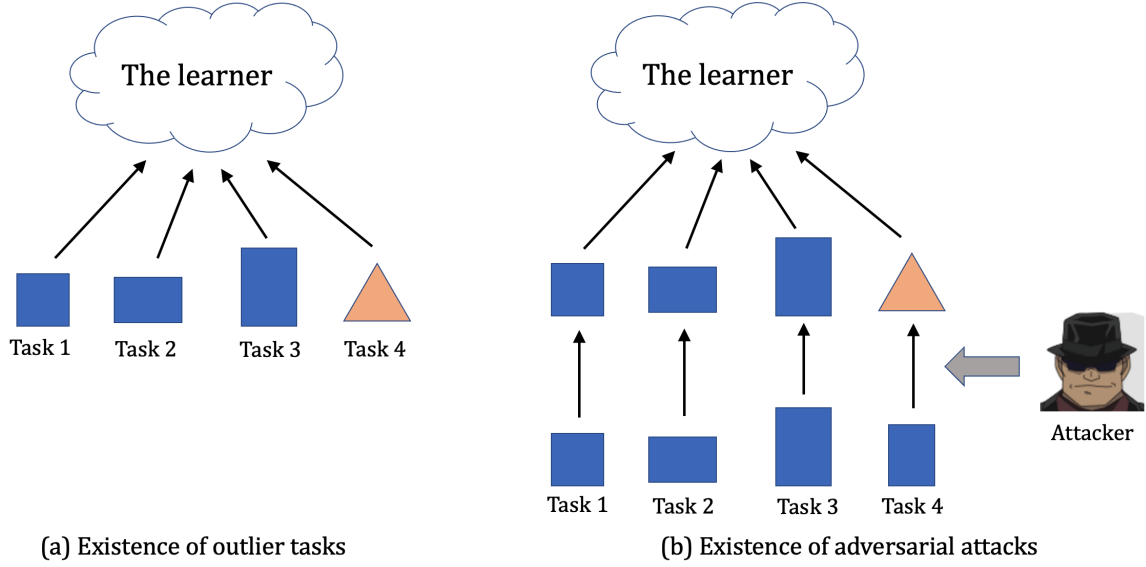 The learner
Task 1
Task 2
Task 3
Task 4
(a) Existence of outlier tasks
The learner
Attacker
Task 1
Task 2
Task 3
Task 4
(b) Existence of adversarial attacks